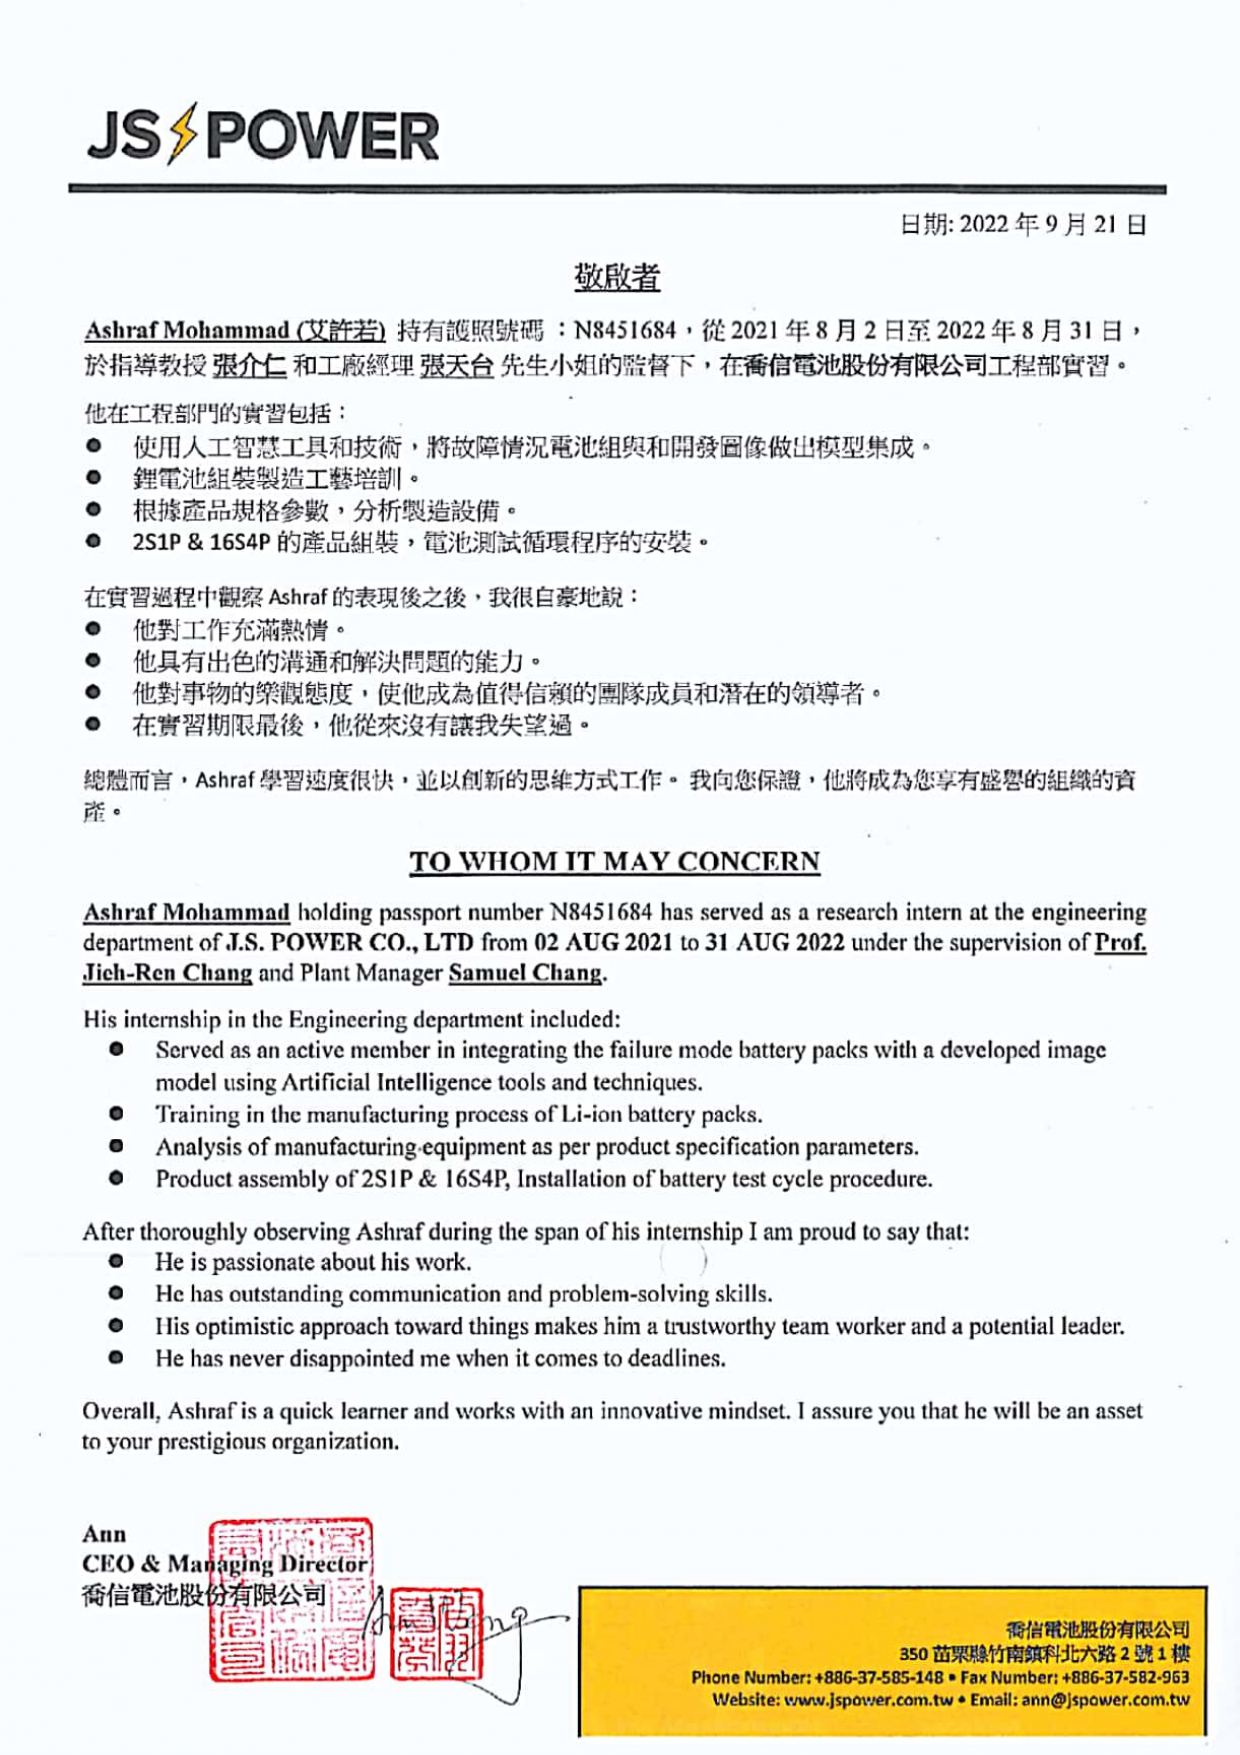 JS POWER
日期: 2022 年 9 月 21 日
敬啟者
Ashraf Mohammad (艾許若) 持有護照號碼：N8451684，從 2021 年 8 月 2 日至 2022 年 8 月 31 日，
於指導教授 張介仁 和工廠經理 張天台 先生小姐的監督下，在喬信電池股份有限公司工程部實習。
他在工程部門的實習包括：
● 使用人工智慧工具和技術，將故障情況電池組與和開發圖像做出模型集成。
● 鋰電池組裝製造工藝培訓。
● 根據產品規格參數，分析製造設備。
● 2S1P & 16S4P 的產品組裝，電池測試循環程序的安裝。
在實習過程中觀察 Ashraf 的表現後之後，我很自豪地說：
● 他對工作充滿熱情。
● 他具有出色的溝通和解決問題的能力。
● 他對事物的樂觀態度，使他成為值得信賴的團隊成員和潛在的領導者。
● 在實習期限最後，他從來沒有讓我失望過。
總體而言，Ashraf 學習速度很快，並以創新的思維方式工作。 我向您保證，他將成為您享有盛譽的組織的資
產。
TO WHOM IT MAY CONCERN
Ashraf Mohammad holding passport number N8451684 has served as a research intern at the engineering
department of J.S. POWER CO., LTD from 02 AUG 2021 to 31 AUG 2022 under the supervision of Prof.
Jieh-Ren Chang and Plant Manager Samuel Chang.
His internship in the Engineering department included:
● Served as an active member in integrating the failure mode battery packs with a developed image
model using Artificial Intelligence tools and techniques.
● Training in the manufacturing process of Li-ion battery packs.
● Analysis of manufacturing equipment as per product specification parameters.
● Product assembly of 2S1P & 16S4P, Installation of battery test cycle procedure.
After thoroughly observing Ashraf during the span of his internship I am proud to say that:
● He is passionate about his work.
● He has outstanding communication and problem-solving skills.
● His optimistic approach toward things makes him a trustworthy team worker and a potential leader.
● He has never disappointed me when it comes to deadlines.
Overall, Ashraf is a quick learner and works with an innovative mindset. I assure you that he will be an asset
to your prestigious organization.
Ann
CEO & Managing Director
喬信電池股份有限公司
喬信電池股份有限公司
350 苗栗縣竹南鎮科北六路 2 號 1 樓
Phone Number: +886-37-585-148 • Fax Number: +886-37-582-963
Website: www.jspower.com.tw • Email: ann@jspower.com.tw